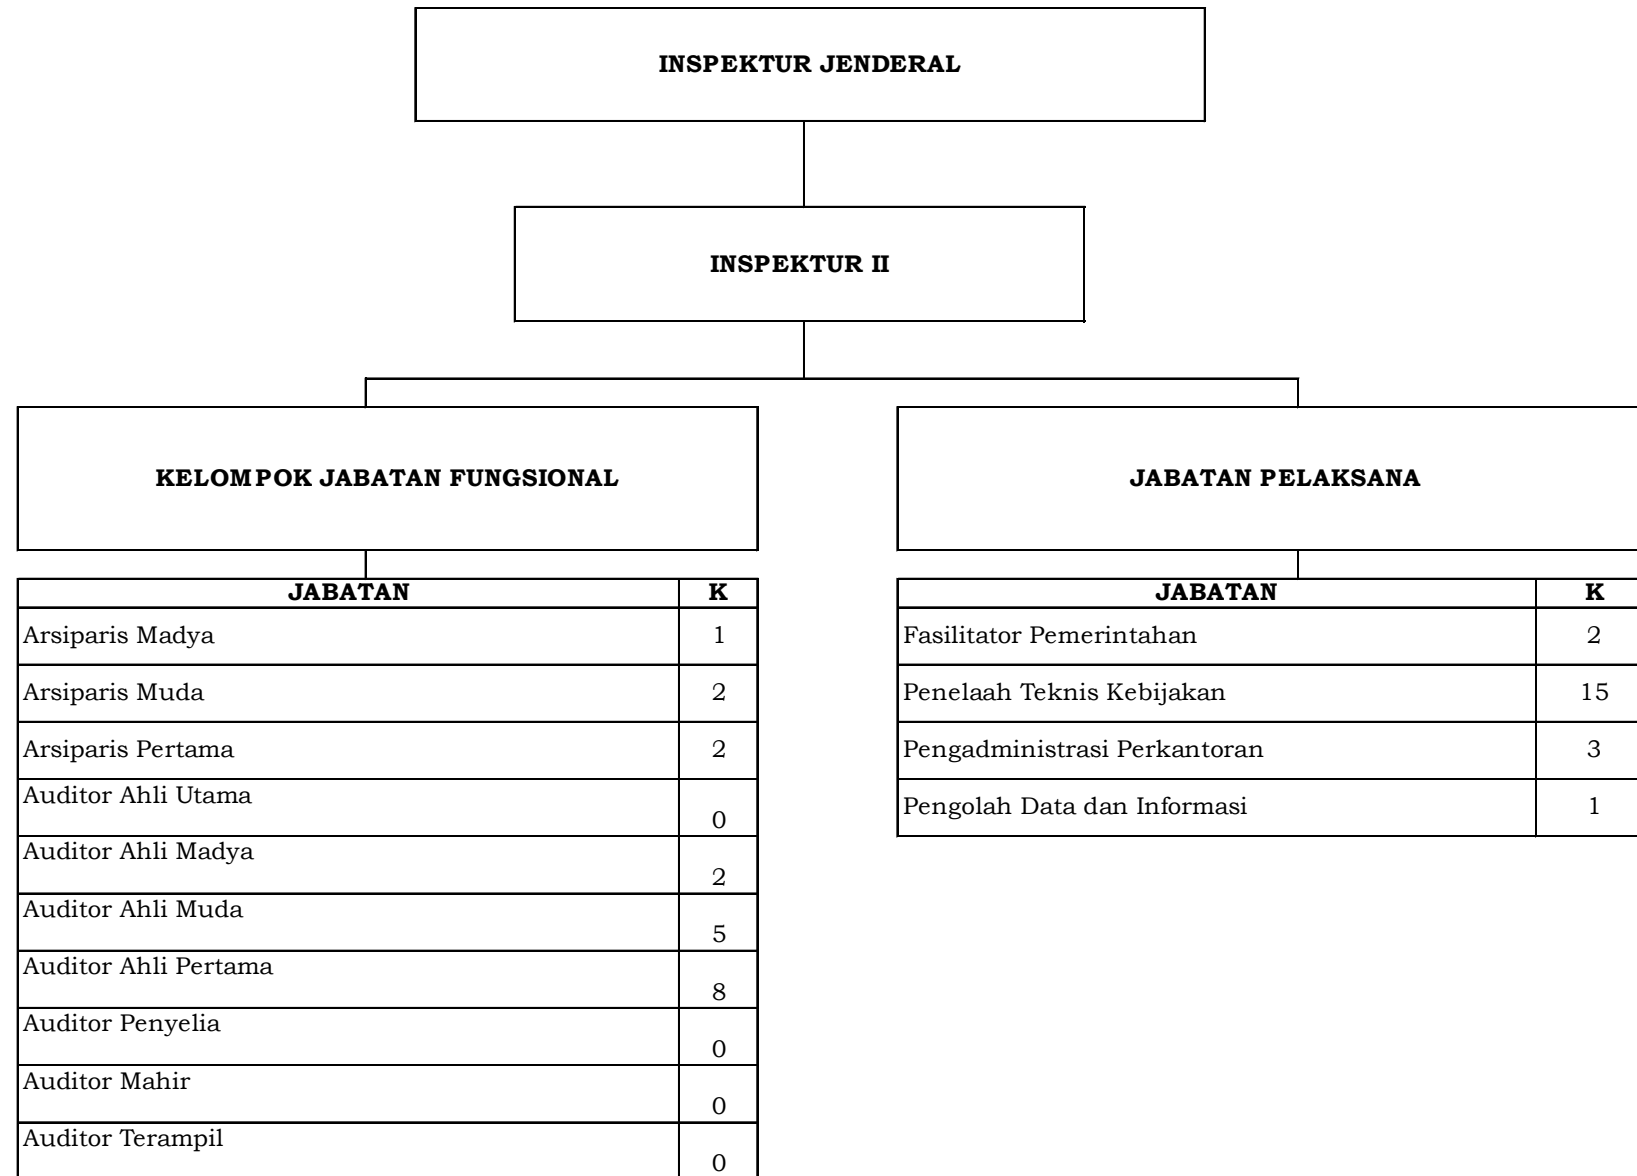 INSPEKTUR JENDERAL
INSPEKTUR II
KELOMPOK JABATAN FUNGSIONAL
JABATAN K
Arsiparis Madya 1
Arsiparis Muda 2
Arsiparis Pertama 2
Auditor Ahli Utama 0
Auditor Ahli Madya 2
Auditor Ahli Muda 5
Auditor Ahli Pertama 8
Auditor Penyelia 0
Auditor Mahir 0
Auditor Terampil 0
JABATAN PELAKSANA
JABATAN K
Fasilitator Pemerintahan 2
Penelaah Teknis Kebijakan 15
Pengadministrasi Perkantoran 3
Pengolah Data dan Informasi 1